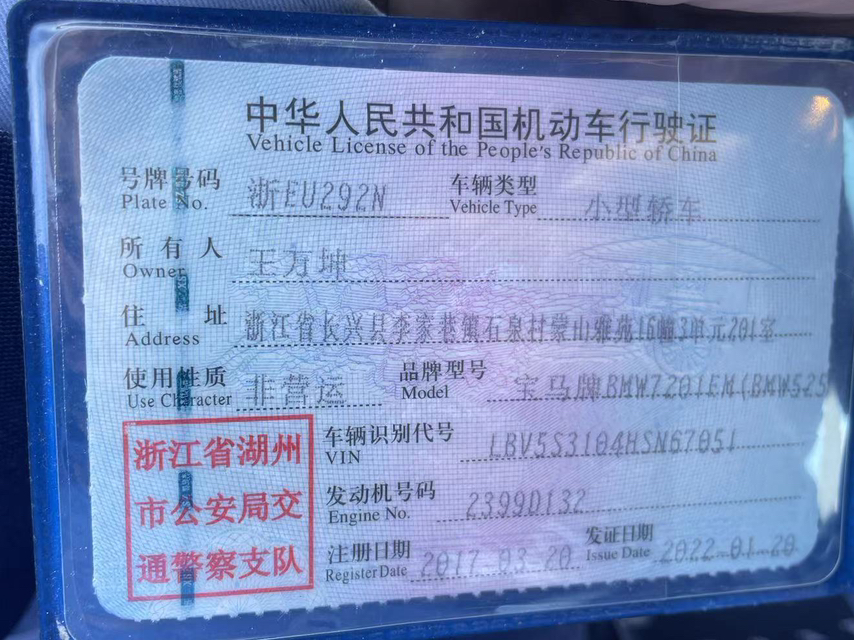 中华人民共和国机动车行驶证
Vehicle License of the People's Republic of China
号牌号码 浙EU292N 车辆类型 小型轿车
Plate No. Vehicle Type
所有人 王方坤
Owner
住址 浙江省长兴县李家巷镇石泉村蒙山雅苑16幢3单元201室
Address
使用性质 非营运 品牌型号 宝马牌BMW7201EM(BMW525
Use Character Model
浙江省湖州
市公安局交
通警察支队
车辆识别代号 LBV5S3104HSN67051
VIN
发动机号码 2399D132
Engine No.
注册日期 2017-03-20 发证日期 2022-01-20
Register Date Issue Date